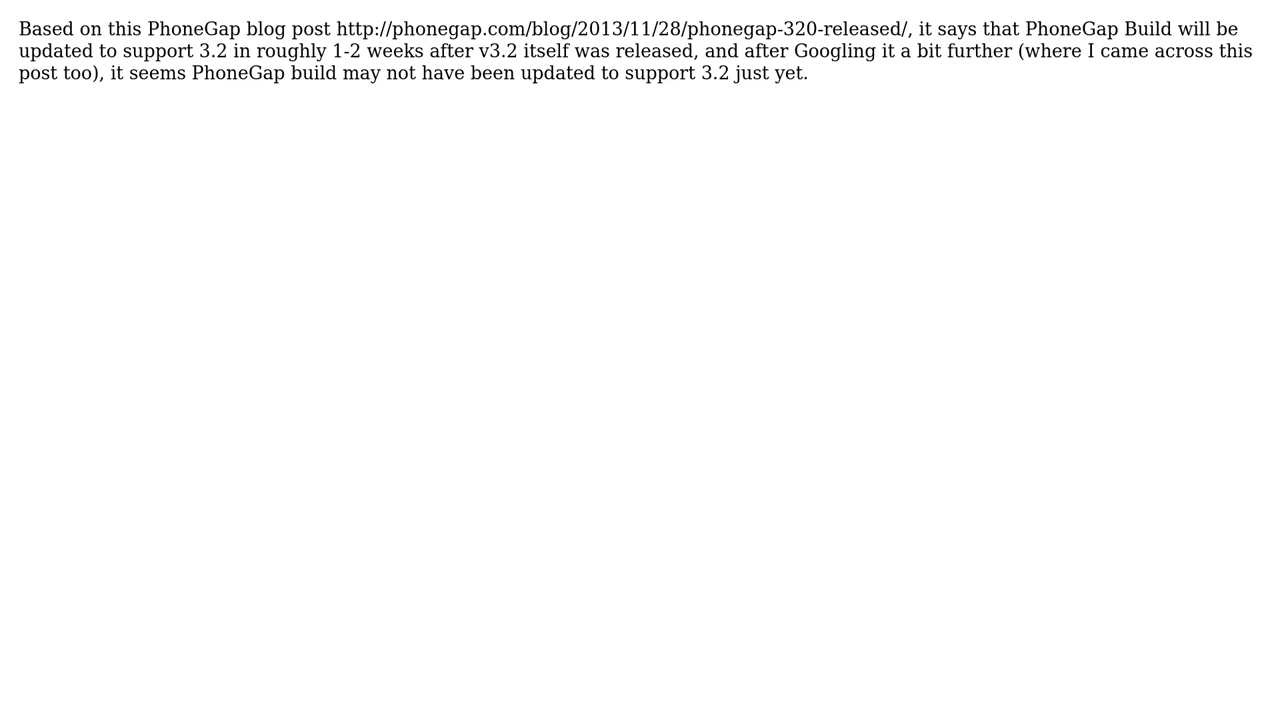 Based on this PhoneGap blog post http://phonegap.com/blog/2013/11/28/phonegap-320-released/, it says that PhoneGap Build will be
updated to support 3.2 in roughly 1-2 weeks after v3.2 itself was released, and after Googling it a bit further (where I came across this
post too), it seems PhoneGap build may not have been updated to support 3.2 just yet.